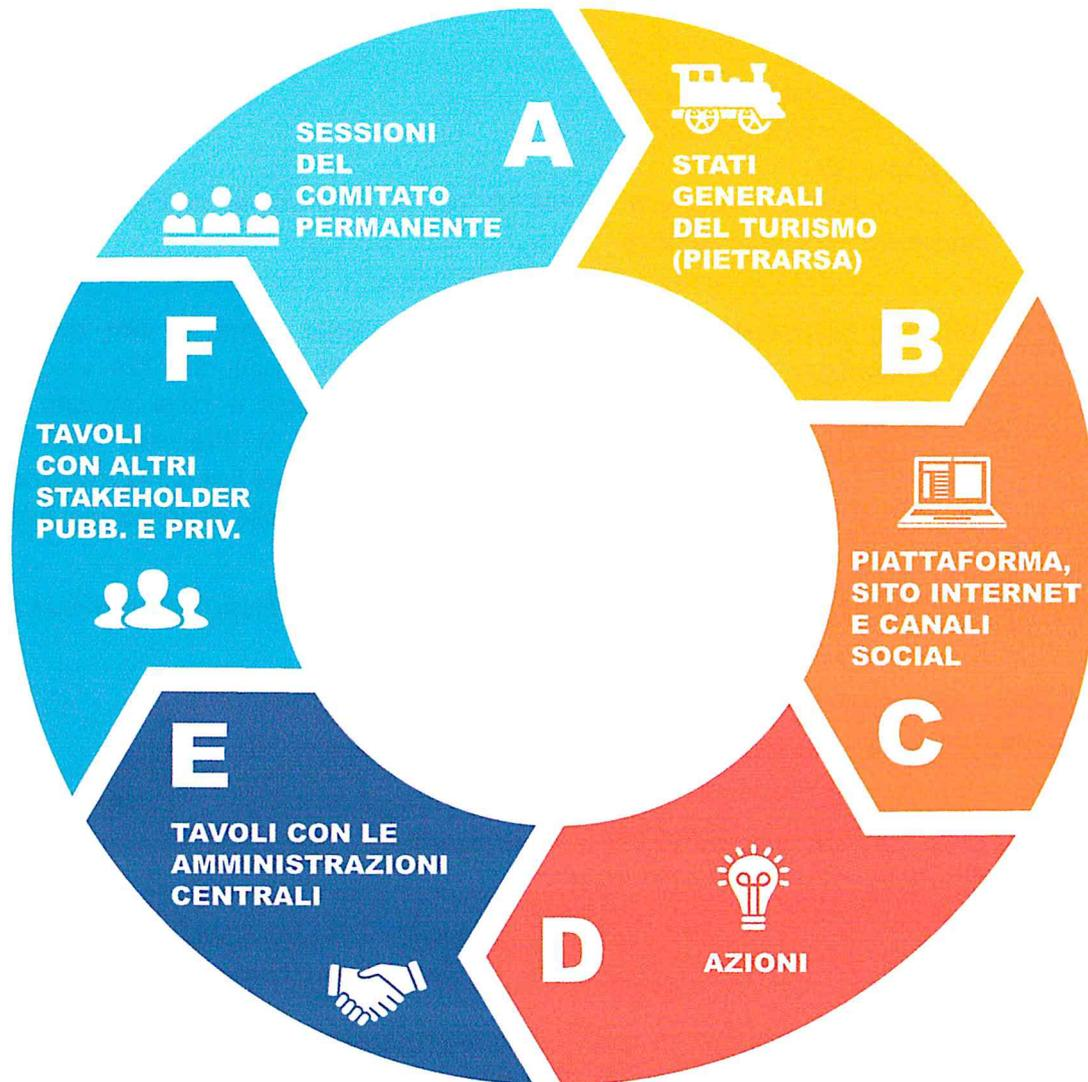 A
SESSIONI
DEL
COMITATO
PERMANENTE
STATI
GENERALI
DEL TURISMO
(PIETRARSA)
B
PIATTAFORMA,
SITO INTERNET
E CANALI
SOCIAL
C
D
AZIONI
E
TAVOLI CON LE
AMMINISTRAZIONI
CENTRALI
F
TAVOLI
CON ALTRI
STAKEHOLDER
PUBB. E PRIV.